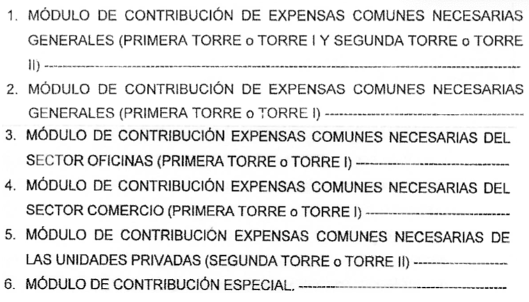 1. MÓDULO DE CONTRIBUCIÓN DE EXPENSAS COMUNES NECESARIAS
GENERALES (PRIMERA TORRE o TORRE I Y SEGUNDA TORRE o TORRE
II) ------------------------------------------------------------
2. MÓDULO DE CONTRIBUCIÓN DE EXPENSAS COMUNES NECESARIAS
GENERALES (PRIMERA TORRE o TORRE I) ------------------------
3. MÓDULO DE CONTRIBUCIÓN EXPENSAS COMUNES NECESARIAS DEL
SECTOR OFICINAS (PRIMERA TORRE o TORRE I) --------------------
4. MÓDULO DE CONTRIBUCIÓN EXPENSAS COMUNES NECESARIAS DEL
SECTOR COMERCIO (PRIMERA TORRE o TORRE I) ------------------
5. MÓDULO DE CONTRIBUCIÓN EXPENSAS COMUNES NECESARIAS DE
LAS UNIDADES PRIVADAS (SEGUNDA TORRE o TORRE II) -------------
6. MÓDULO DE CONTRIBUCIÓN ESPECIAL. --------------------------